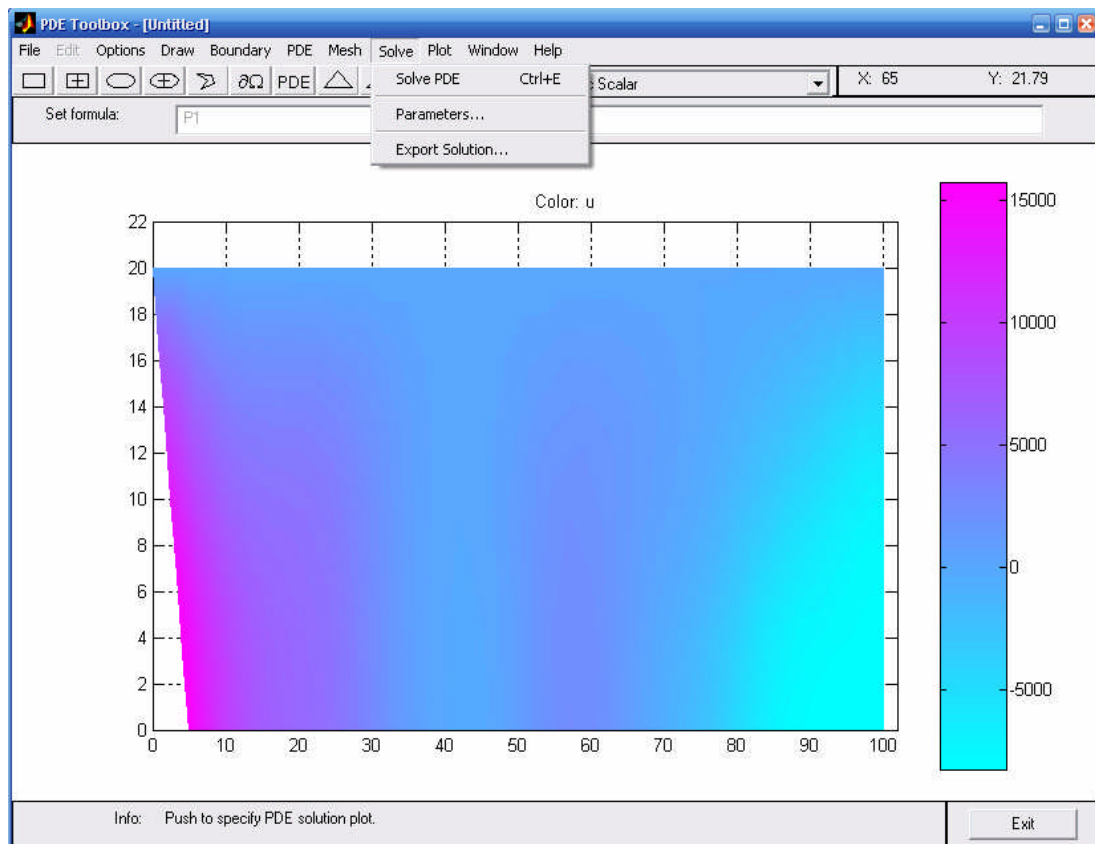 PDE Toolbox - [Untitled]
File Edit Options Draw Boundary PDE Mesh Solve Plot Window Help
∂Ω PDE Scalar X: 65 Y: 21.79
Solve PDE Ctrl+E
Set formula: P1
Parameters...
Export Solution...
Color: u
22
20
18
16
14
12
10
8
6
4
2
0
0 10 20 30 40 50 60 70 80 90 100
15000
10000
5000
0
-5000
Info: Push to specify PDE solution plot.
Exit